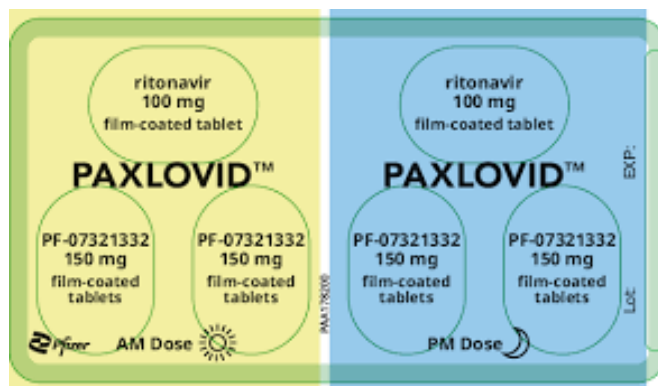 ritonavir
100 mg
film-coated tablet
PAXLOVID™
PF-07321332
150 mg
film-coated
tablets
PF-07321332
150 mg
film-coated
tablets
Pfizer
AM Dose
PAA178200
ritonavir
100 mg
film-coated tablet
PAXLOVID™
PF-07321332
150 mg
film-coated
tablets
PF-07321332
150 mg
film-coated
tablets
PM Dose
EXP:
Lot: